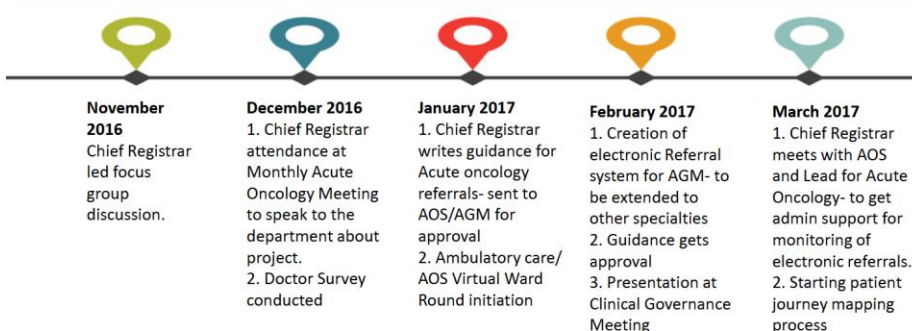 November
2016
Chief Registrar
led focus
group
discussion.
December 2016
1. Chief Registrar
attendance at
Monthly Acute
Oncology Meeting
to speak to the
department about
project.
2. Doctor Survey
conducted
January 2017
1. Chief Registrar
writes guidance for
Acute oncology
referrals- sent to
AOS/AGM for
approval
2. Ambulatory care/
AOS Virtual Ward
Round initiation
February 2017
1. Creation of
electronic Referral
system for AGM- to
be extended to
other specialties
2. Guidance gets
approval
3. Presentation at
Clinical Governance
Meeting
March 2017
1. Chief Registrar
meets with AOS
and Lead for Acute
Oncology- to get
admin support for
monitoring of
electronic referrals.
2. Starting patient
journey mapping
process